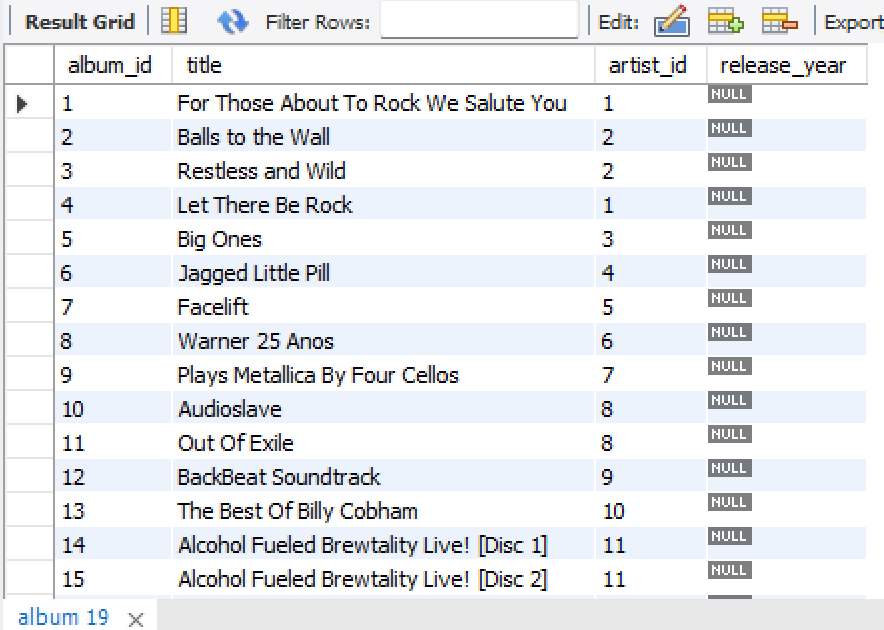 Result Grid Filter Rows: Edit: Export
album_id title artist_id release_year
1 For Those About To Rock We Salute You 1 NULL
2 Balls to the Wall 2 NULL
3 Restless and Wild 2 NULL
4 Let There Be Rock 1 NULL
5 Big Ones 3 NULL
6 Jagged Little Pill 4 NULL
7 Facelift 5 NULL
8 Warner 25 Anos 6 NULL
9 Plays Metallica By Four Cellos 7 NULL
10 Audioslave 8 NULL
11 Out Of Exile 8 NULL
12 BackBeat Soundtrack 9 NULL
13 The Best Of Billy Cobham 10 NULL
14 Alcohol Fueled Brewtality Live! [Disc 1] 11 NULL
15 Alcohol Fueled Brewtality Live! [Disc 2] 11 NULL
album 19